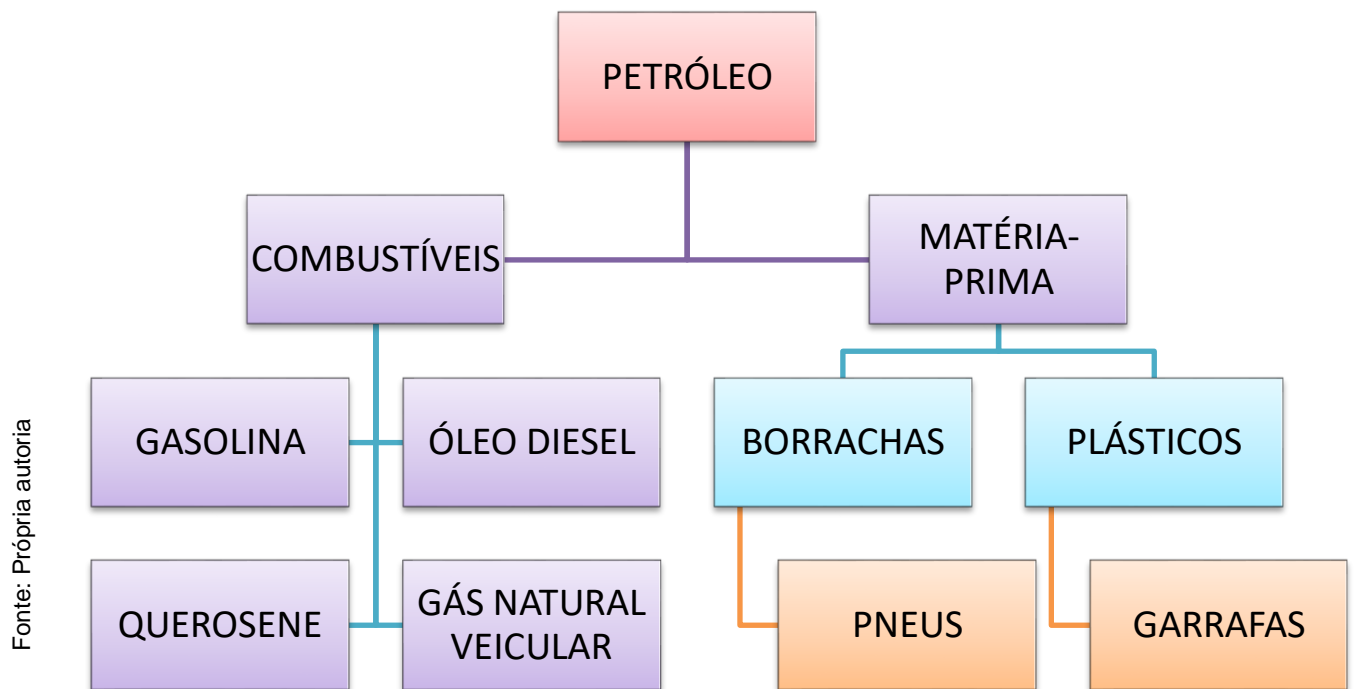 PETRÓLEO
COMBUSTÍVEIS
MATÉRIA-
PRIMA
GASOLINA
ÓLEO DIESEL
BORRACHAS
PLÁSTICOS
QUEROSENE
GÁS NATURAL
VEICULAR
PNEUS
GARRAFAS
Fonte: Própria autoria